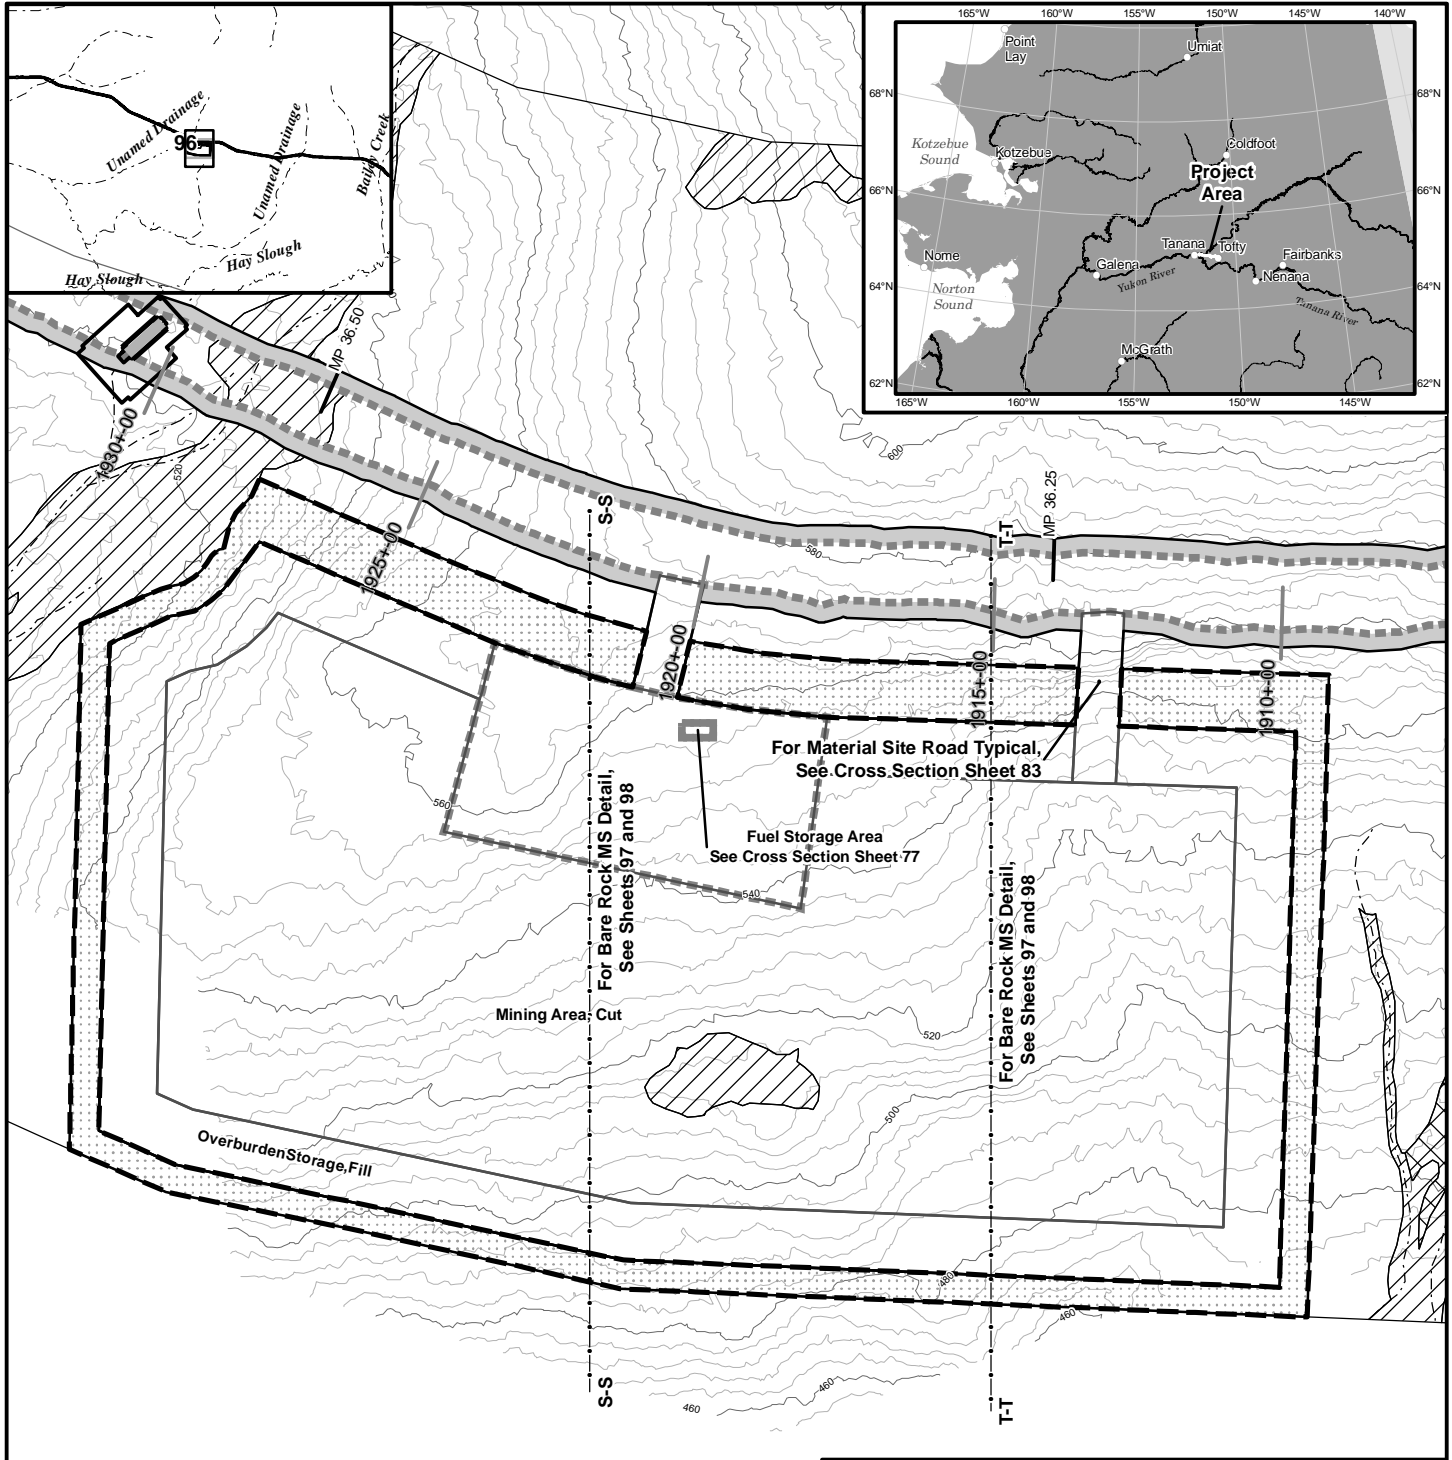 Unamed Drainage
96
Unamed Drainage
Bailey Creek
Hay Slough
Hay Slough
165°W
160°W
155°W
150°W
145°W
140°W
Point
Lay
Umiat
68°N
68°N
Kotzebue
Sound
Kotzebue
Coldfoot
Project
Area
66°N
66°N
Tanana
Tofty
Nome
Galena
Fairbanks
Yukon River
Nenana
64°N
64°N
Norton
Sound
Tanana River
McGrath
62°N
62°N
165°W
160°W
155°W
150°W
145°W
MP 36.50
1930+00
520
600
S-S
T-T
MP 36.25
580
1925+00
1920+00
1915+00
1910+00
For Material Site Road Typical,
See Cross Section Sheet 83
560
Fuel Storage Area
See Cross Section Sheet 77
For Bare Rock MS Detail,
See Sheets 97 and 98
540
For Bare Rock MS Detail,
See Sheets 97 and 98
Mining Area, Cut
520
500
Overburden Storage, Fill
480
460
460
460
S-S
T-T